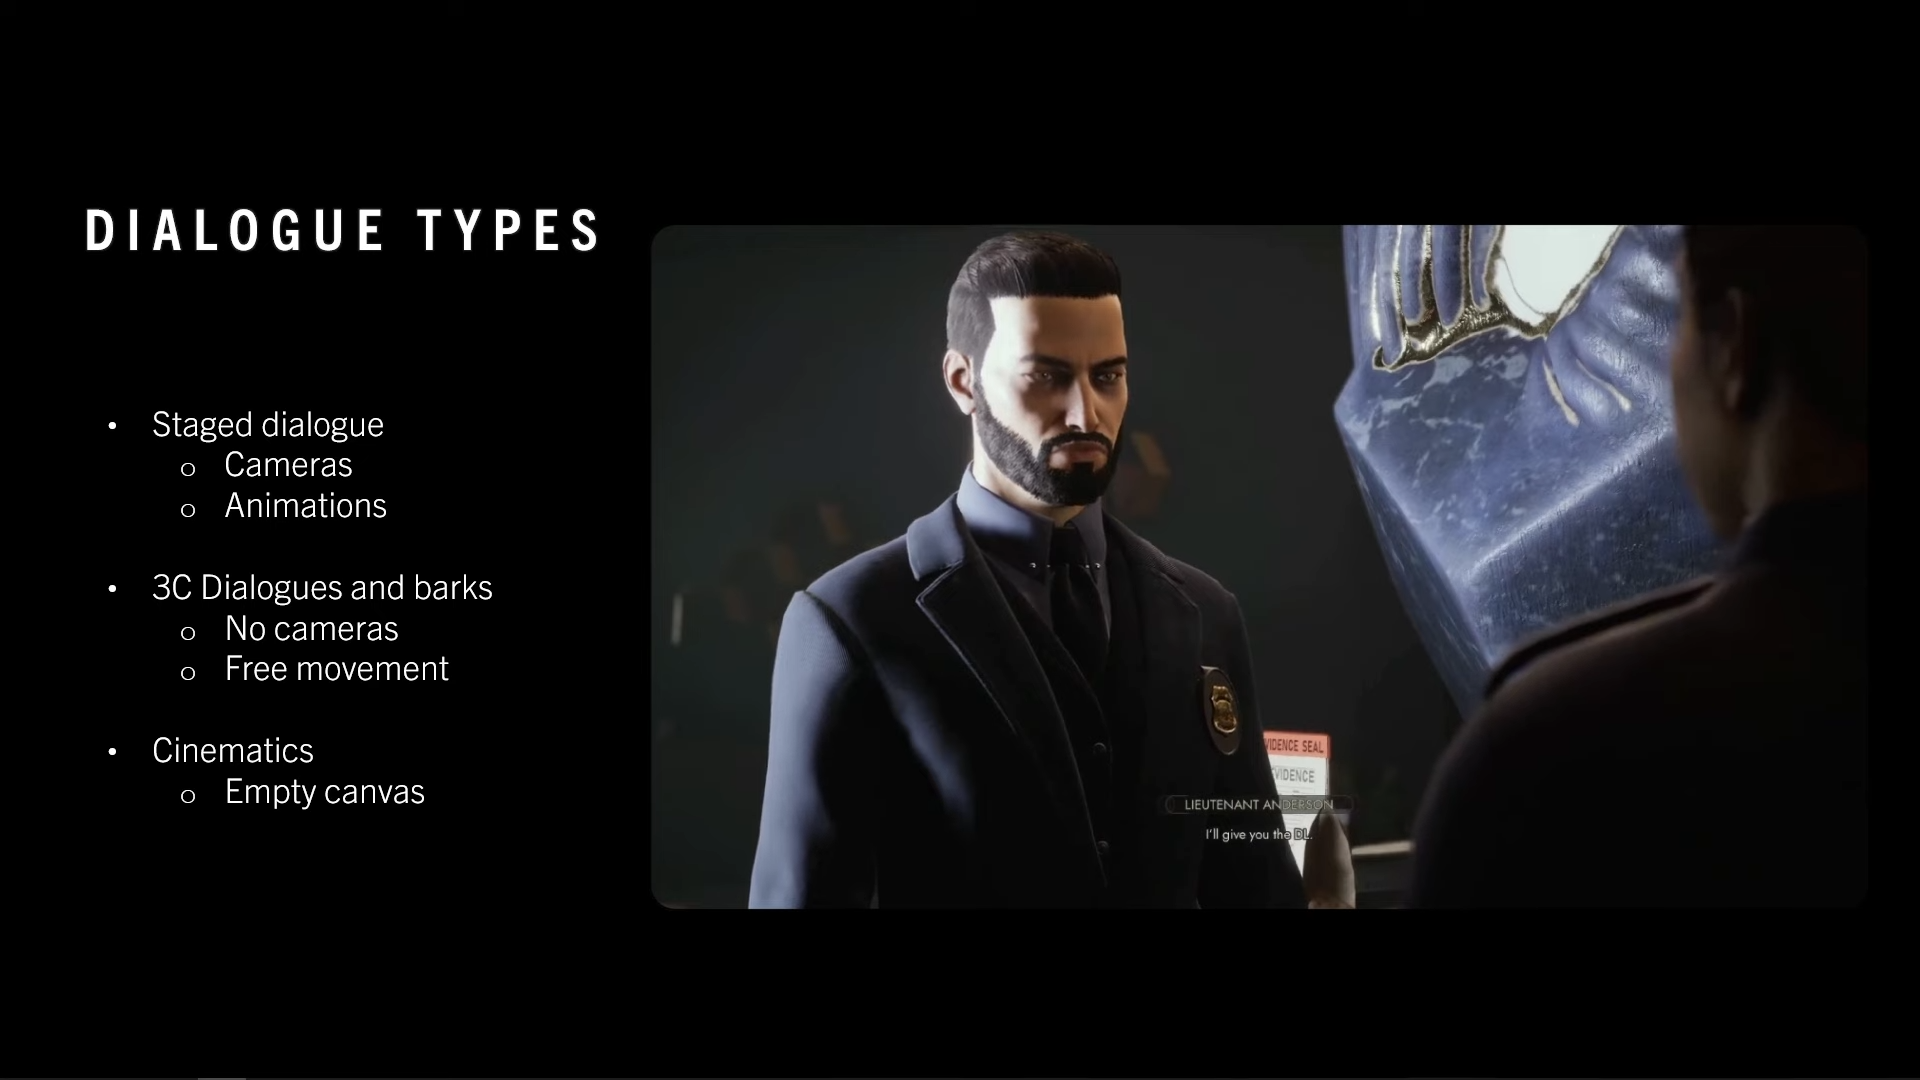 DIALOGUE TYPES
• Staged dialogue
o Cameras
o Animations
• 3C Dialogues and barks
o No cameras
o Free movement
• Cinematics
o Empty canvas
VIDENCE SEAL
VIDENCE
LIEUTENANT ANDERSON
I'll give you the DL.